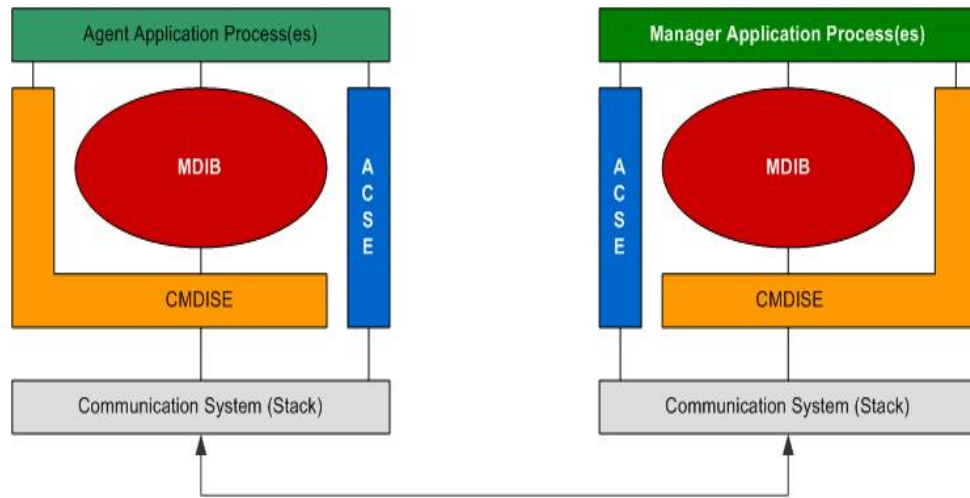 Agent Application Process(es)
Manager Application Process(es)
MDIB
A
C
S
E
CMDISE
A
C
S
E
MDIB
CMDISE
Communication System (Stack)
Communication System (Stack)